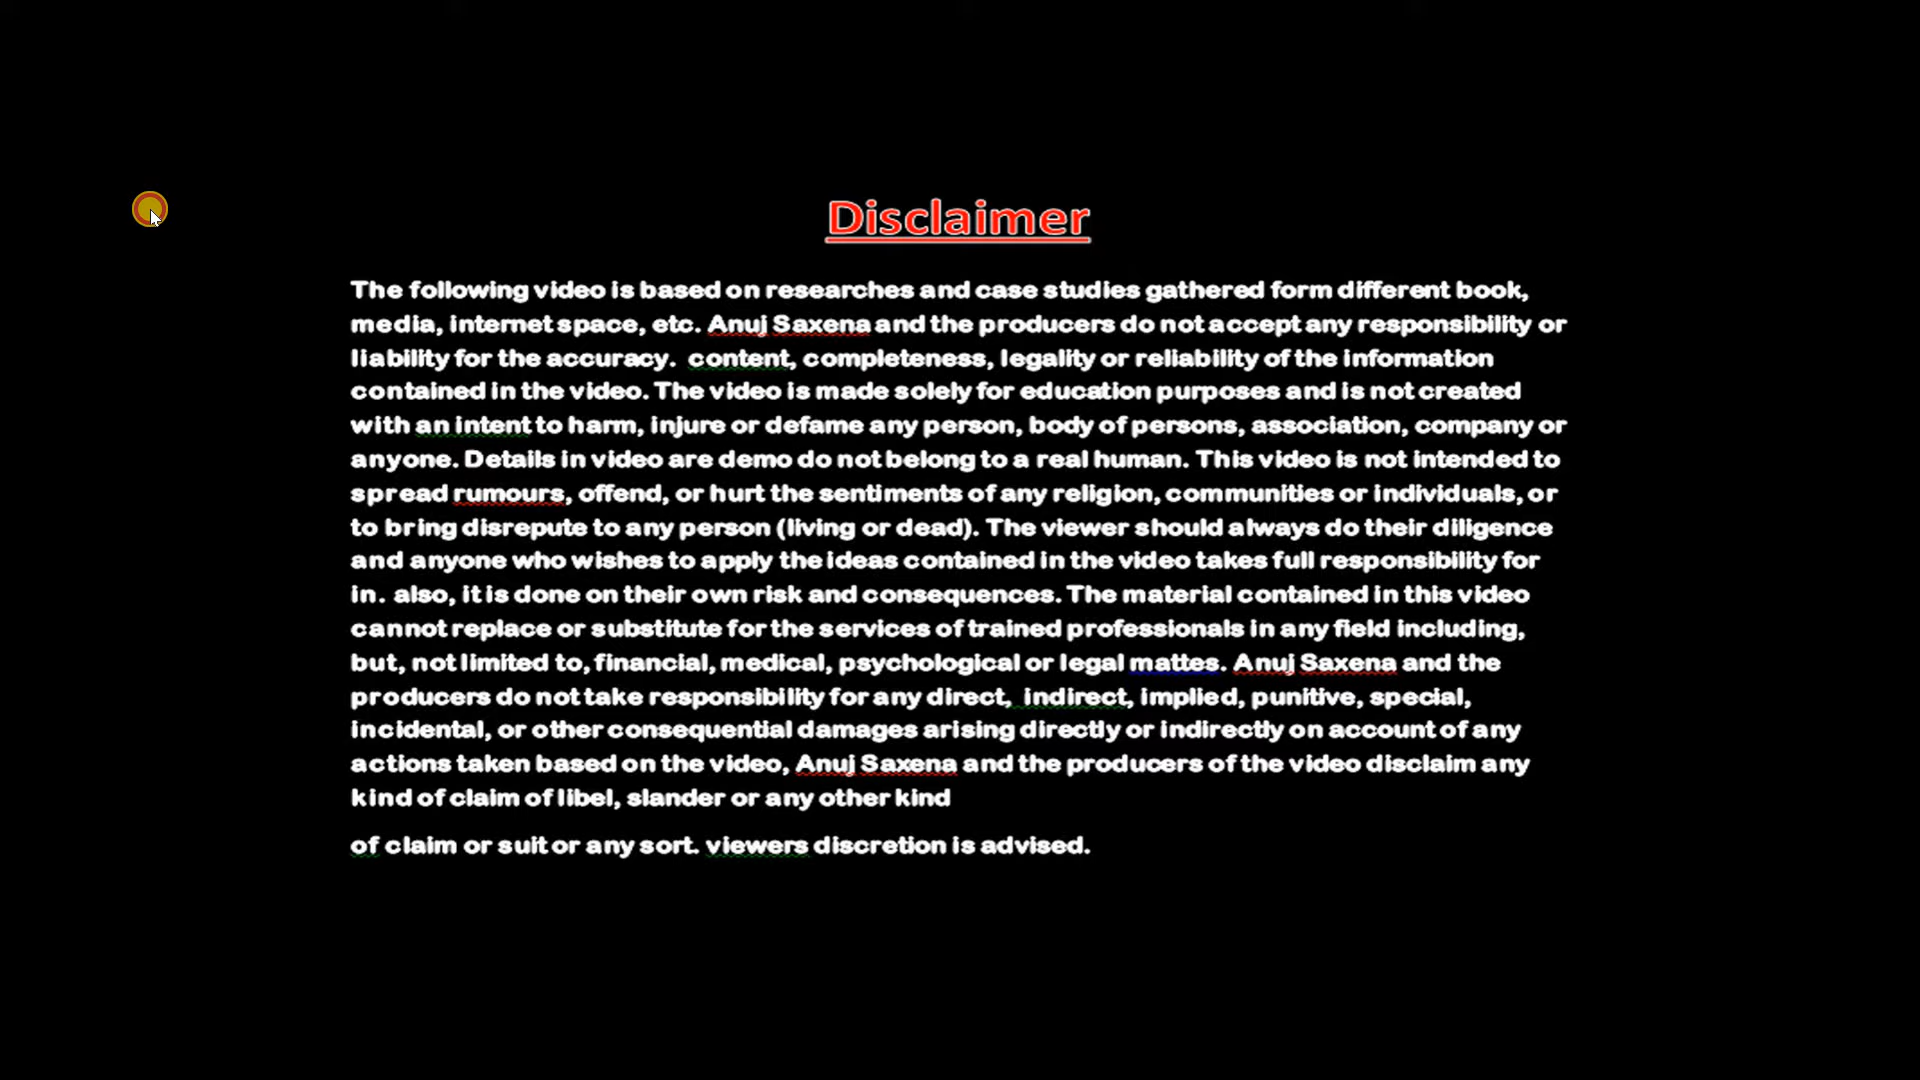 Disclaimer
The following video is based on researches and case studies gathered form different book,
media, internet space, etc. Anuj Saxena and the producers do not accept any responsibility or
liability for the accuracy. content, completeness, legality or reliability of the information
contained in the video. The video is made solely for education purposes and is not created
with an intent to harm, injure or defame any person, body of persons, association, company or
anyone. Details in video are demo do not belong to a real human. This video is not intended to
spread rumours, offend, or hurt the sentiments of any religion, communities or individuals, or
to bring disrepute to any person (living or dead). The viewer should always do their diligence
and anyone who wishes to apply the ideas contained in the video takes full responsibility for
in. also, it is done on their own risk and consequences. The material contained in this video
cannot replace or substitute for the services of trained professionals in any field including,
but, not limited to, financial, medical, psychological or legal mattes. Anuj Saxena and the
producers do not take responsibility for any direct, indirect, implied, punitive, special,
incidental, or other consequential damages arising directly or indirectly on account of any
actions taken based on the video, Anuj Saxena and the producers of the video disclaim any
kind of claim of libel, slander or any other kind
of claim or suit or any sort. viewers discretion is advised.